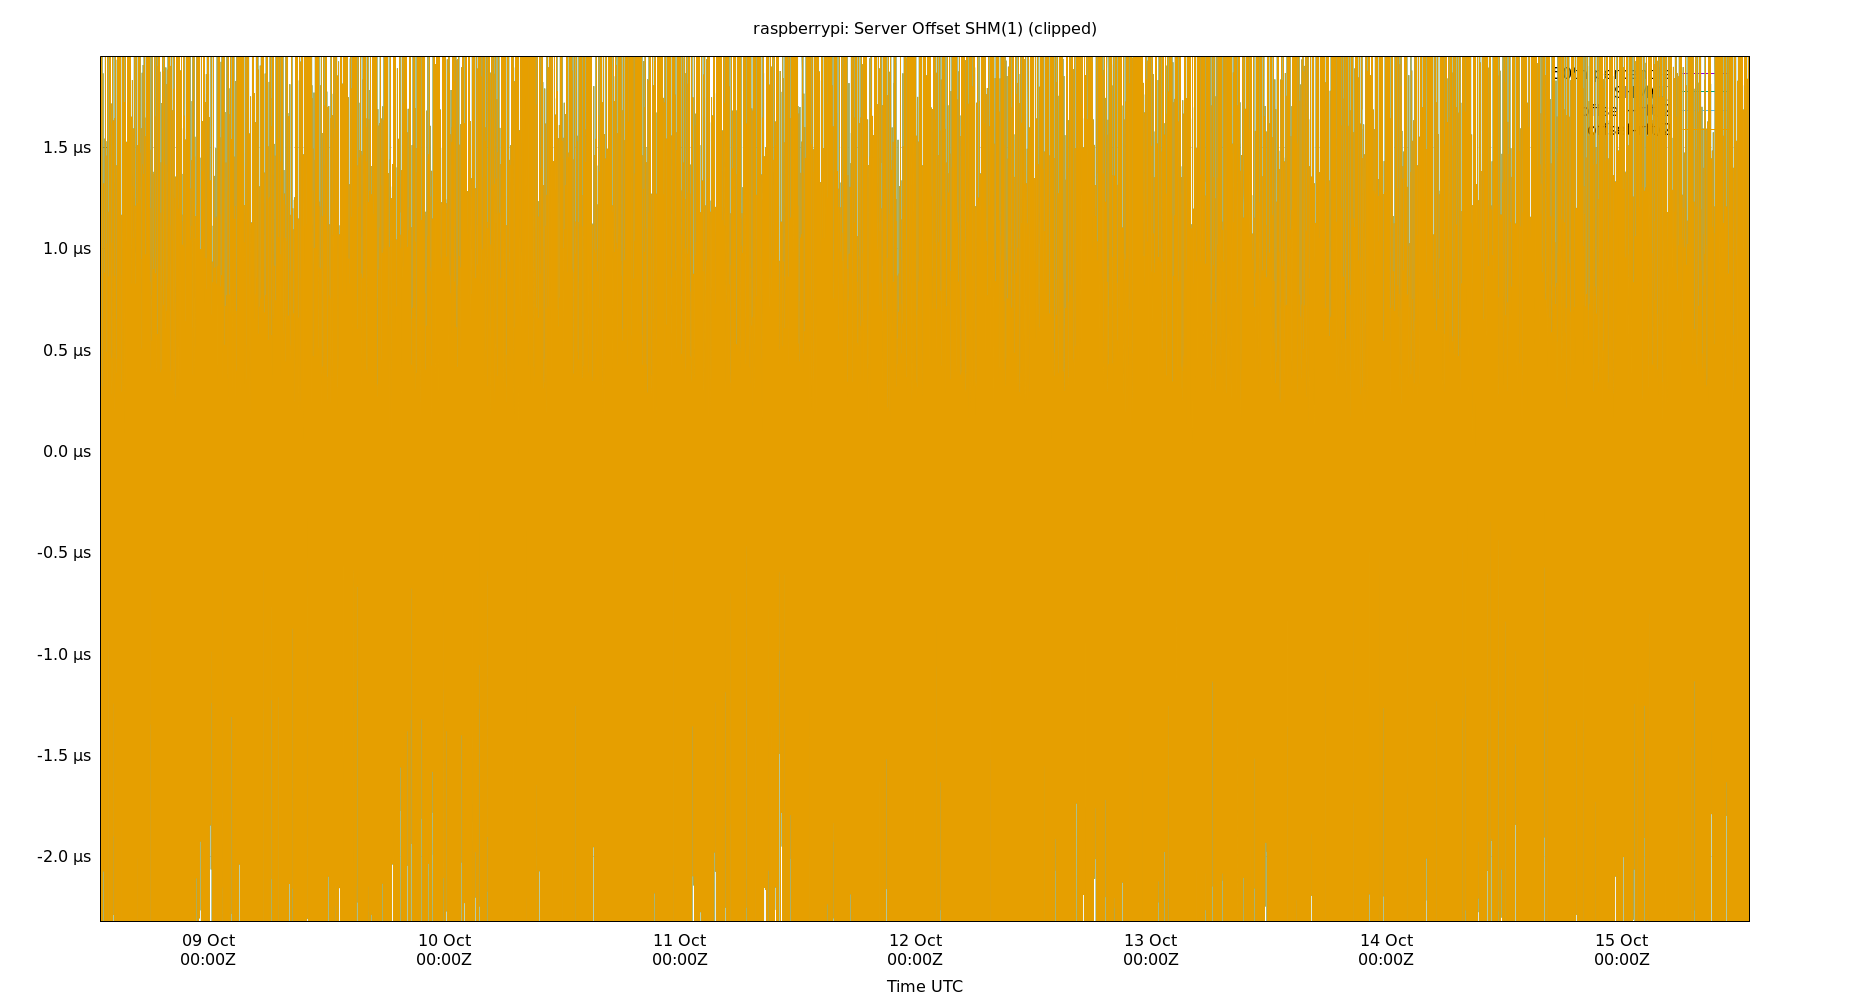 raspberrypi: Server Offset SHM(1) (clipped)
1.5 µs
1.0 µs
0.5 µs
0.0 µs
-0.5 µs
-1.0 µs
-1.5 µs
-2.0 µs
09 Oct 10 Oct 11 Oct 12 Oct 13 Oct 14 Oct 15 Oct
00:00Z 00:00Z 00:00Z 00:00Z 00:00Z 00:00Z 00:00Z
Time UTC